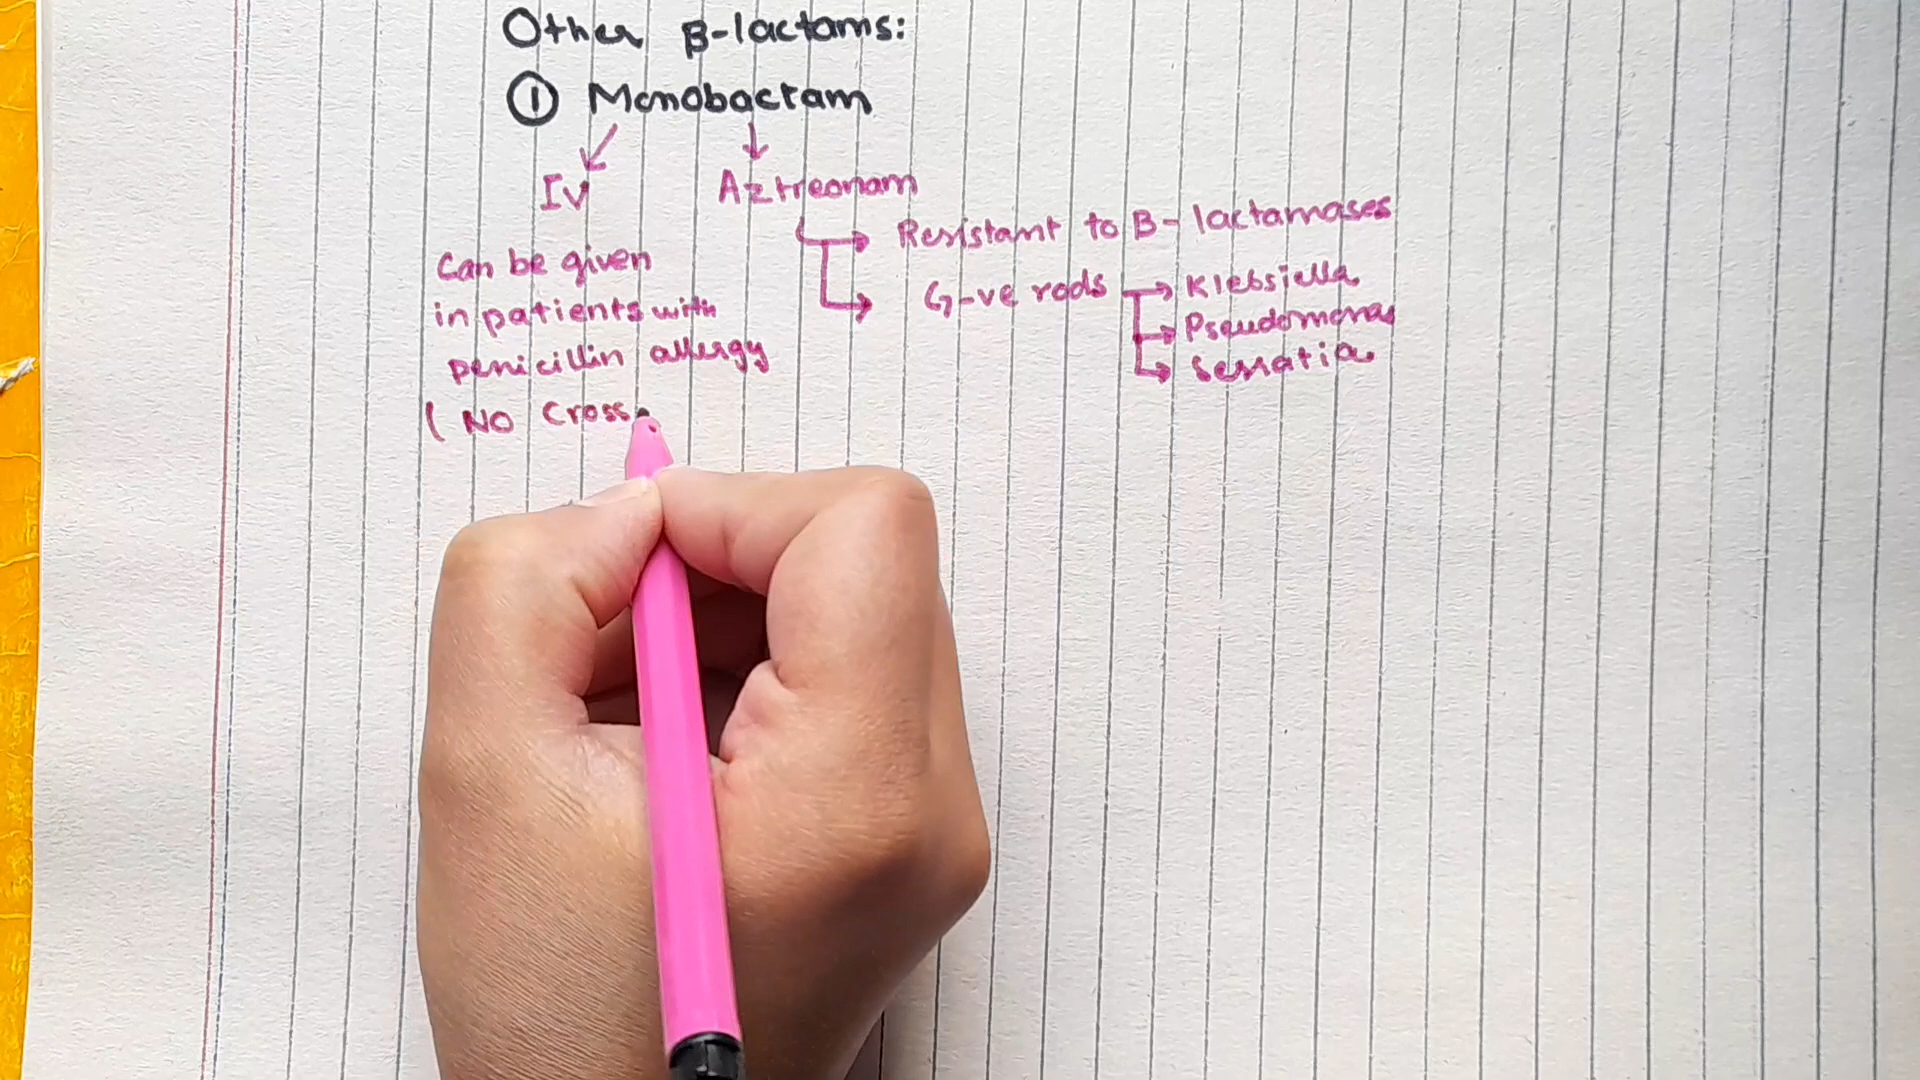 Other β-lactams:
① Monobactam
IV
Aztreonam
Can be given
in patients with
penicillin allergy
( NO Cross
Resistant to B-lactamases
G-ve rods
Klebsiella
Pseudomonas
Serratia